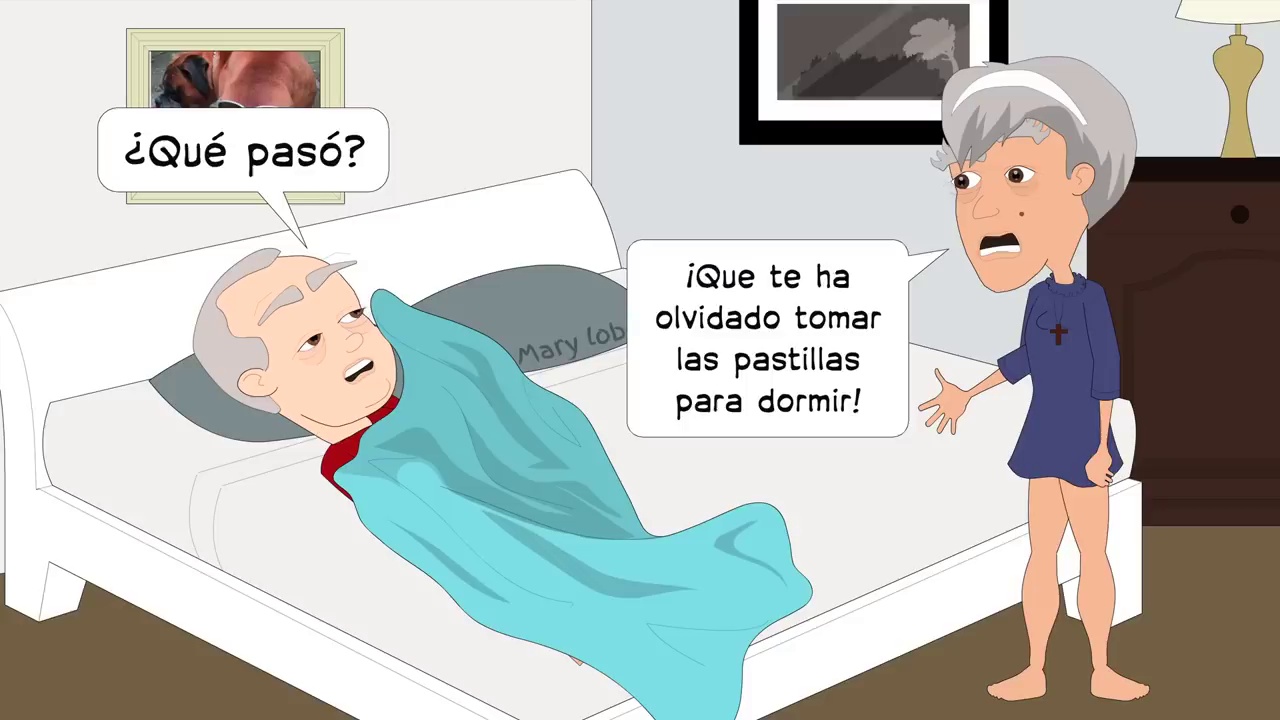 ¿Qué pasó?
¡Que te ha
olvidado tomar
las pastillas
para dormir!
Mary lob